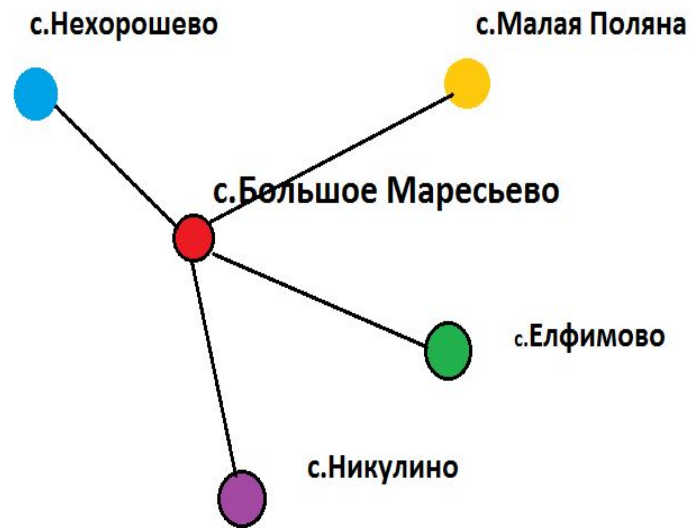 с.Нехорошево
с.Малая Поляна
с.Большое Маресьево
с.Елфимово
с.Никулино